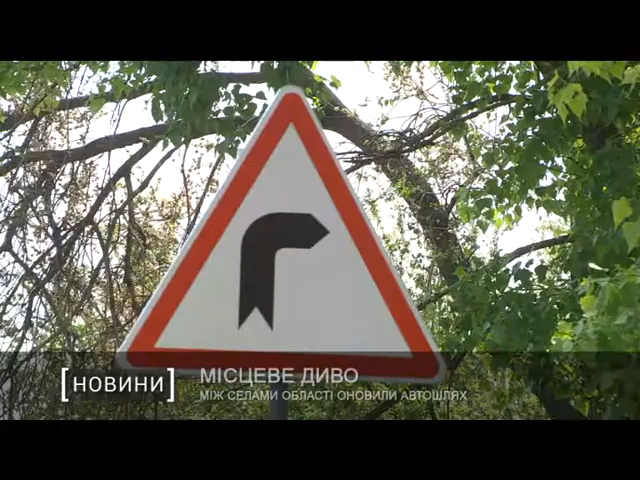 [НОВИНИ]
МІСЦЕВЕ ДИВО
МІЖ СЕЛАМИ ОБЛАСТІ ОНОВИЛИ АВТОШЛЯХ